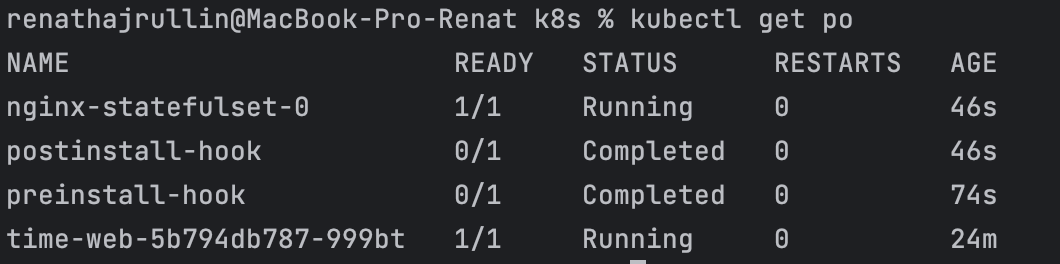 renathajrullin@MacBook-Pro-Renat k8s % kubectl get po
NAME READY STATUS RESTARTS AGE
nginx-statefulset-0 1/1 Running 0 46s
postinstall-hook 0/1 Completed 0 46s
preinstall-hook 0/1 Completed 0 74s
time-web-5b794db787-999bt 1/1 Running 0 24m